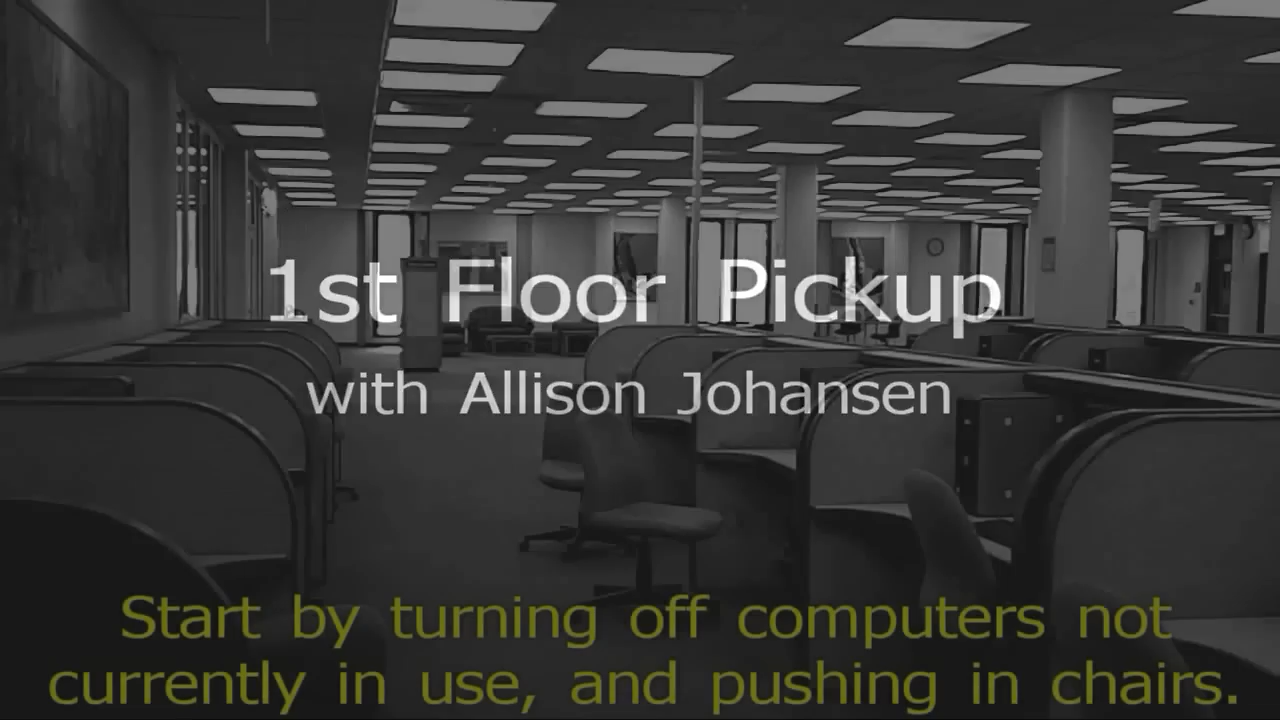 1st Floor Pickup
with Allison Johansen
Start by turning off computers not
currently in use, and pushing in chairs.